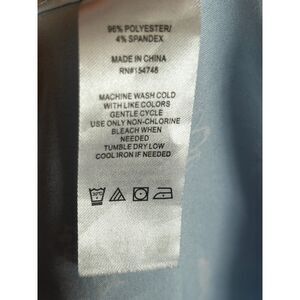 96% POLYESTER/
4% SPANDEX
MADE IN CHINA
RN#154748
MACHINE WASH COLD
WITH LIKE COLORS
GENTLE CYCLE
USE ONLY NON-CHLORINE
BLEACH WHEN
NEEDED
TUMBLE DRY LOW
COOL IRON IF NEEDED